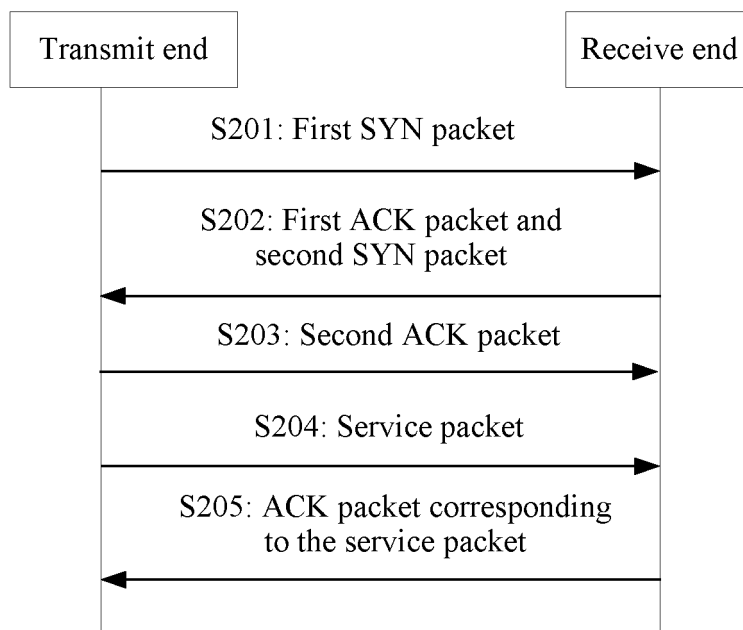 Transmit end
Receive end
S201: First SYN packet
S202: First ACK packet and
second SYN packet
S203: Second ACK packet
S204: Service packet
S205: ACK packet corresponding
to the service packet